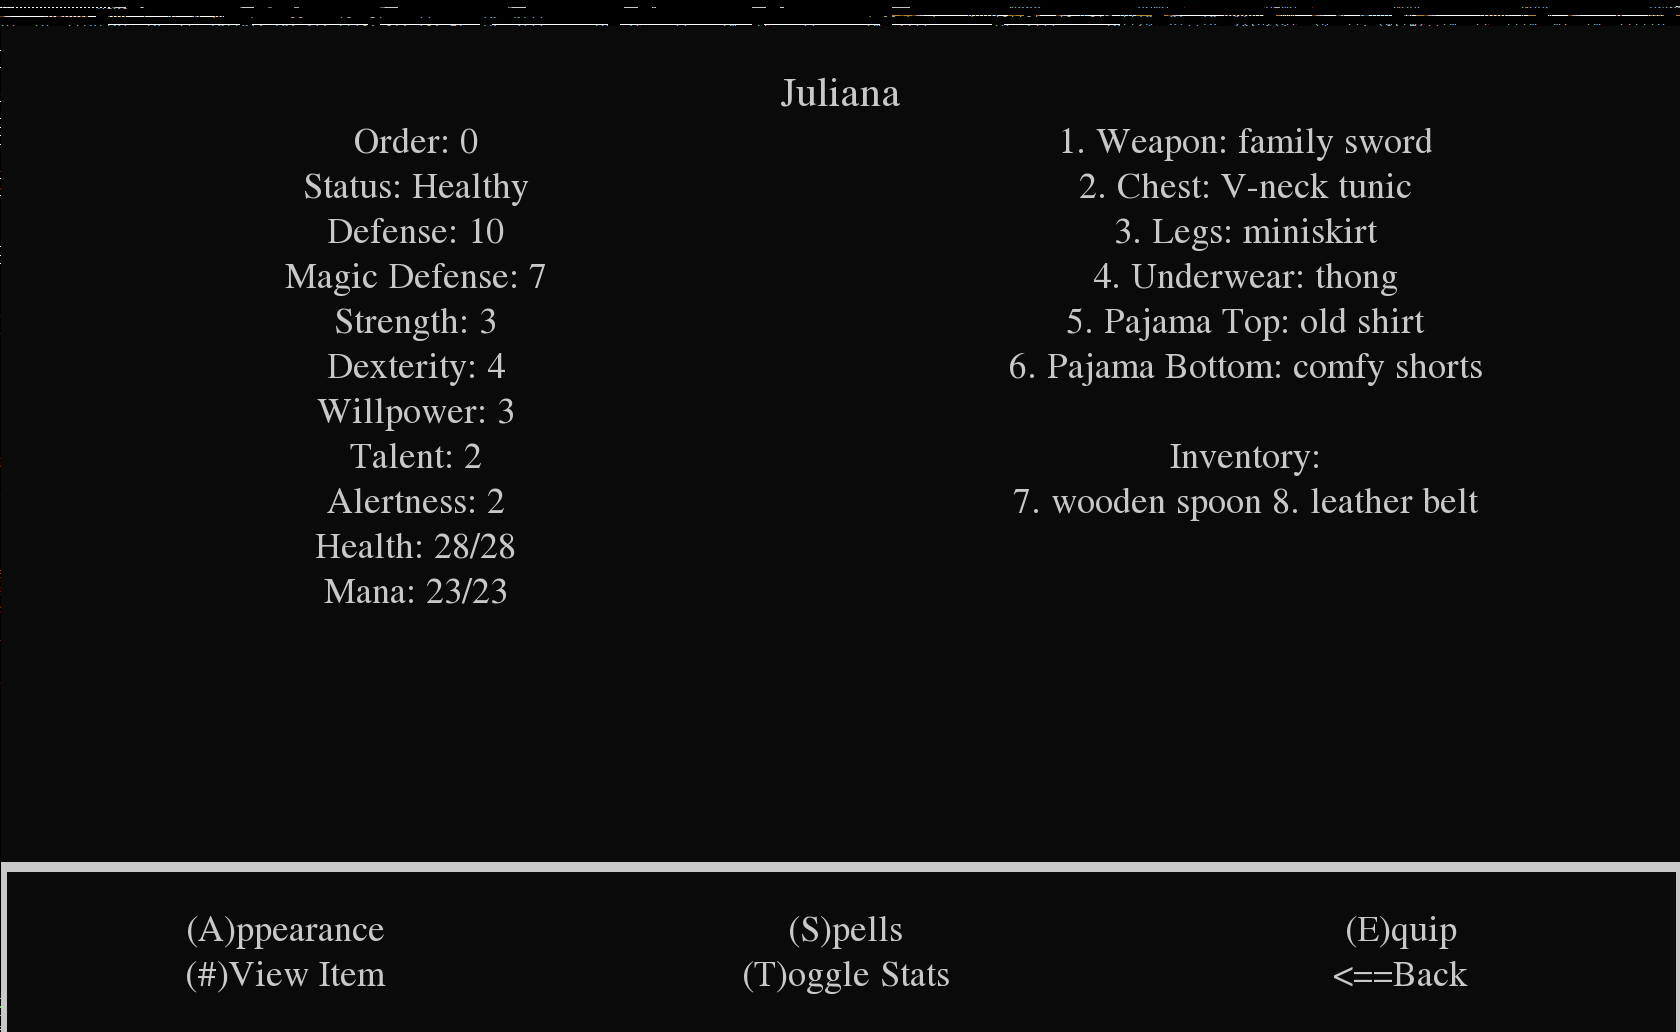 Juliana
Order: 0
Status: Healthy
Defense: 10
Magic Defense: 7
Strength: 3
Dexterity: 4
Willpower: 3
Talent: 2
Alertness: 2
Health: 28/28
Mana: 23/23
1. Weapon: family sword
2. Chest: V-neck tunic
3. Legs: miniskirt
4. Underwear: thong
5. Pajama Top: old shirt
6. Pajama Bottom: comfy shorts
Inventory:
7. wooden spoon 8. leather belt
(A)ppearance
(S)pells
(E)quip
(#)View Item
(T)oggle Stats
<==Back